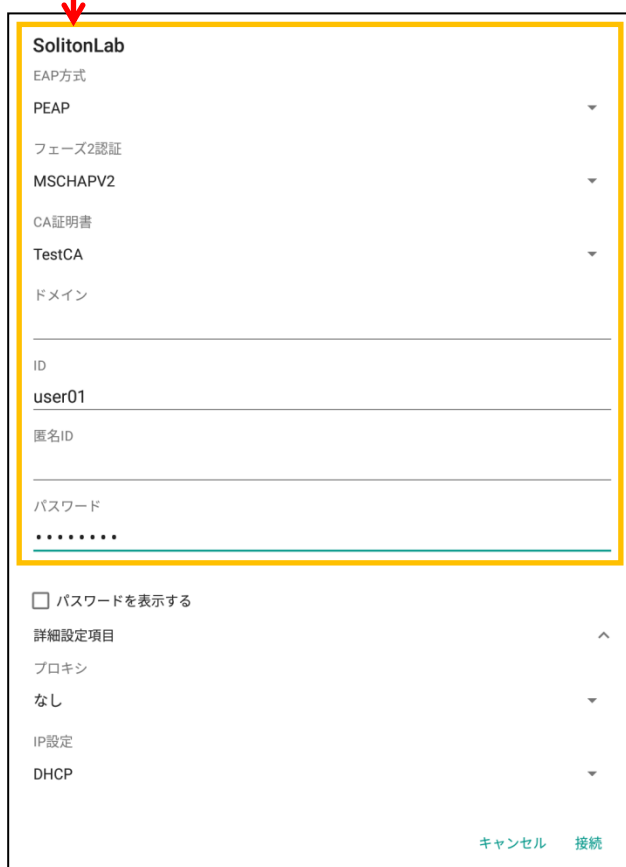 SolitonLab
EAP方式
PEAP
フェーズ2認証
MSCHAPV2
CA証明書
TestCA
ドメイン
ID
user01
匿名ID
パスワード
••••••••
パスワードを表示する
詳細設定項目
プロキシ
なし
IP設定
DHCP
キャンセル 接続